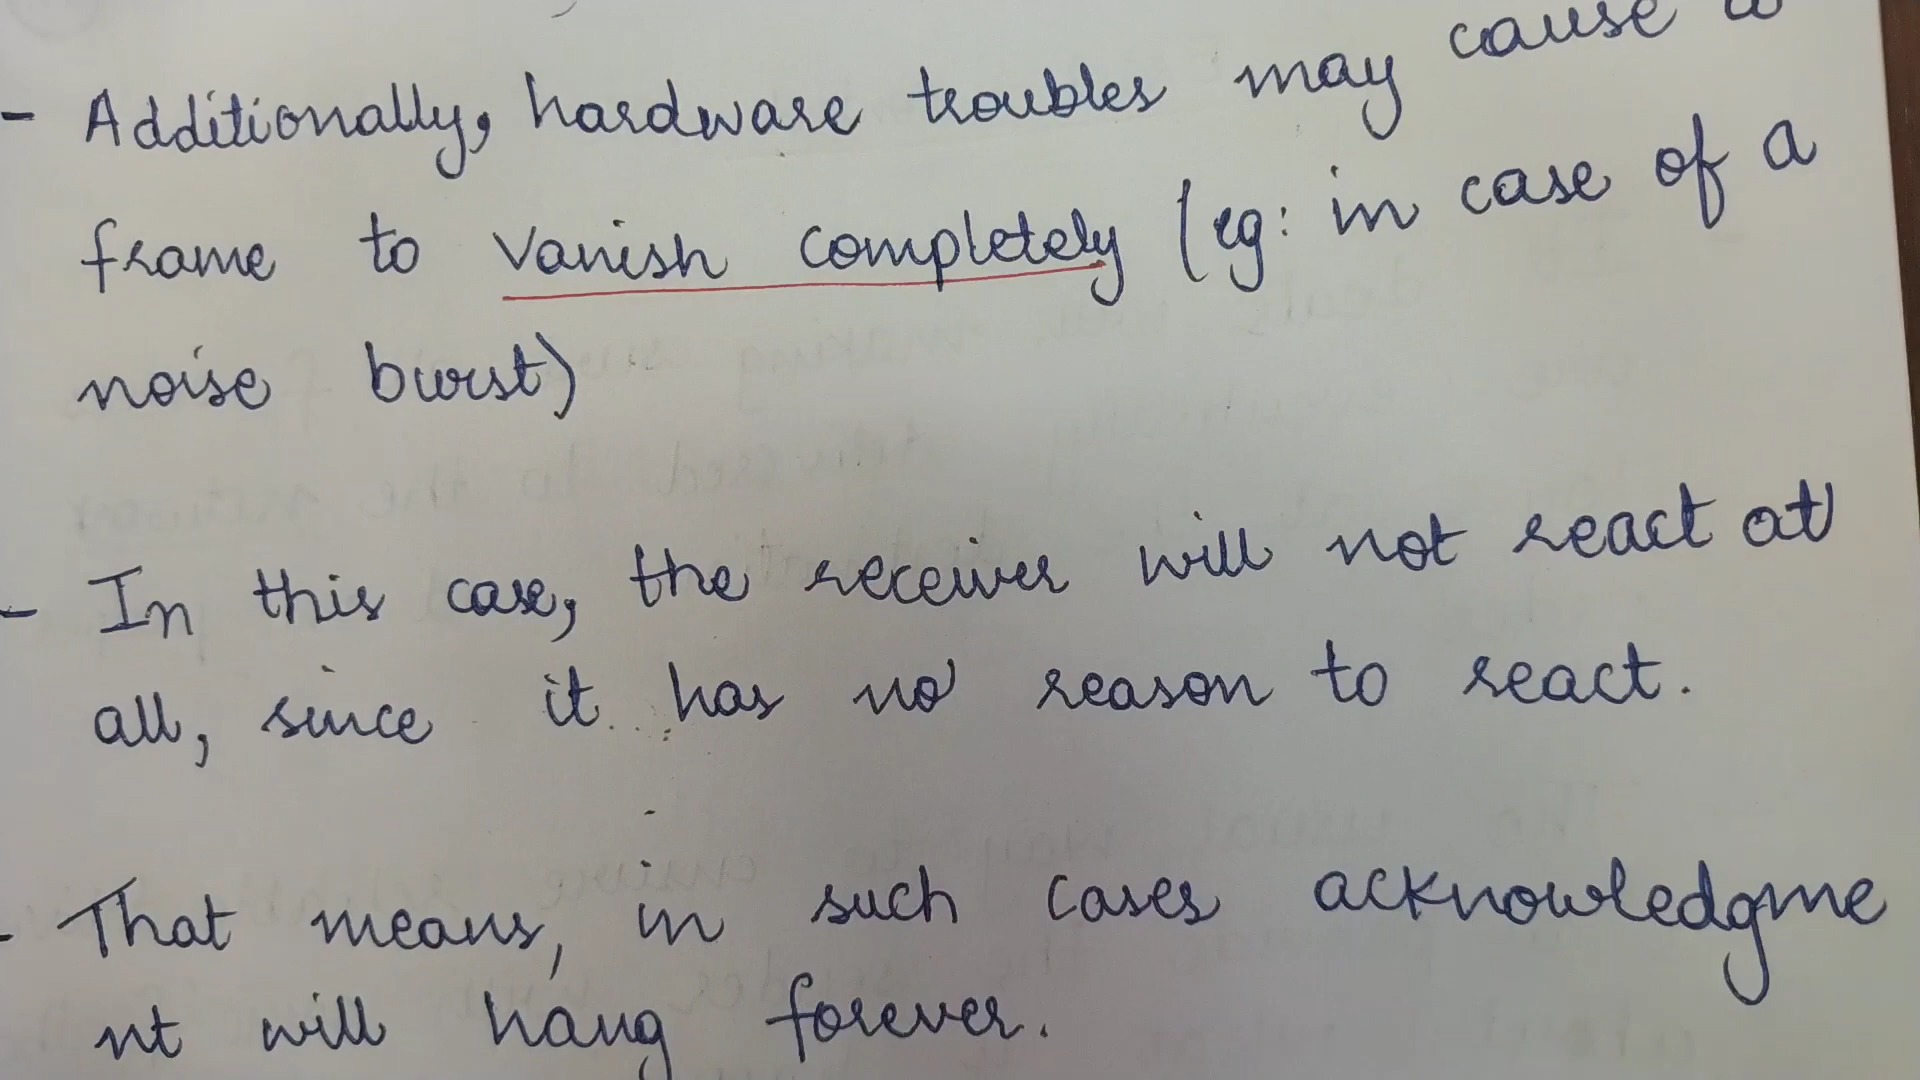 - Additionally, hardware troubles may cause a
frame to vanish completely (eg: in case of a
noise burst)
- In this case, the receiver will not react at
all, since it has no reason to react.
- That means, in such cases acknowledgme
nt will hang forever.